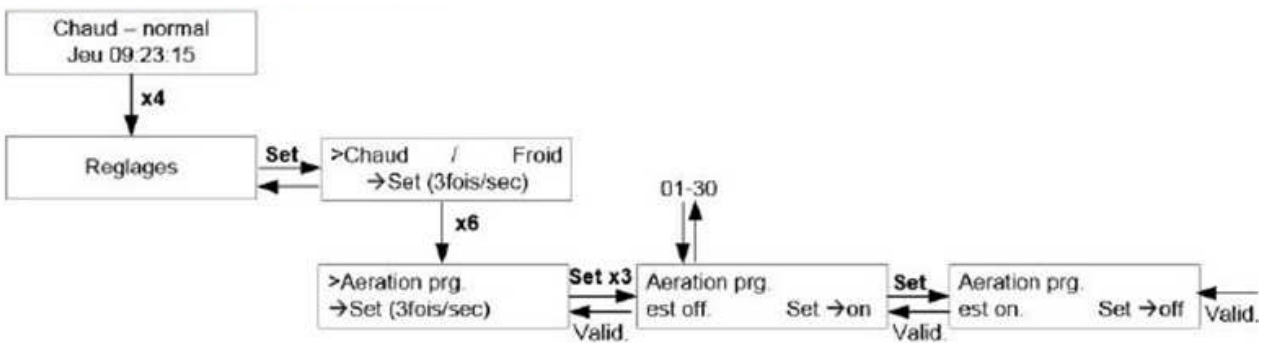 Chaud – normal
Jeu 09:23:15
x4
Reglages
Set
>Chaud / Froid
→Set (3fois/sec)
x6
01-30
>Aeration prg.
→Set (3fois/sec)
Set x3
Valid.
Aeration prg.
est off. Set →on
Set
Valid.
Aeration prg.
est on. Set →off
Valid.